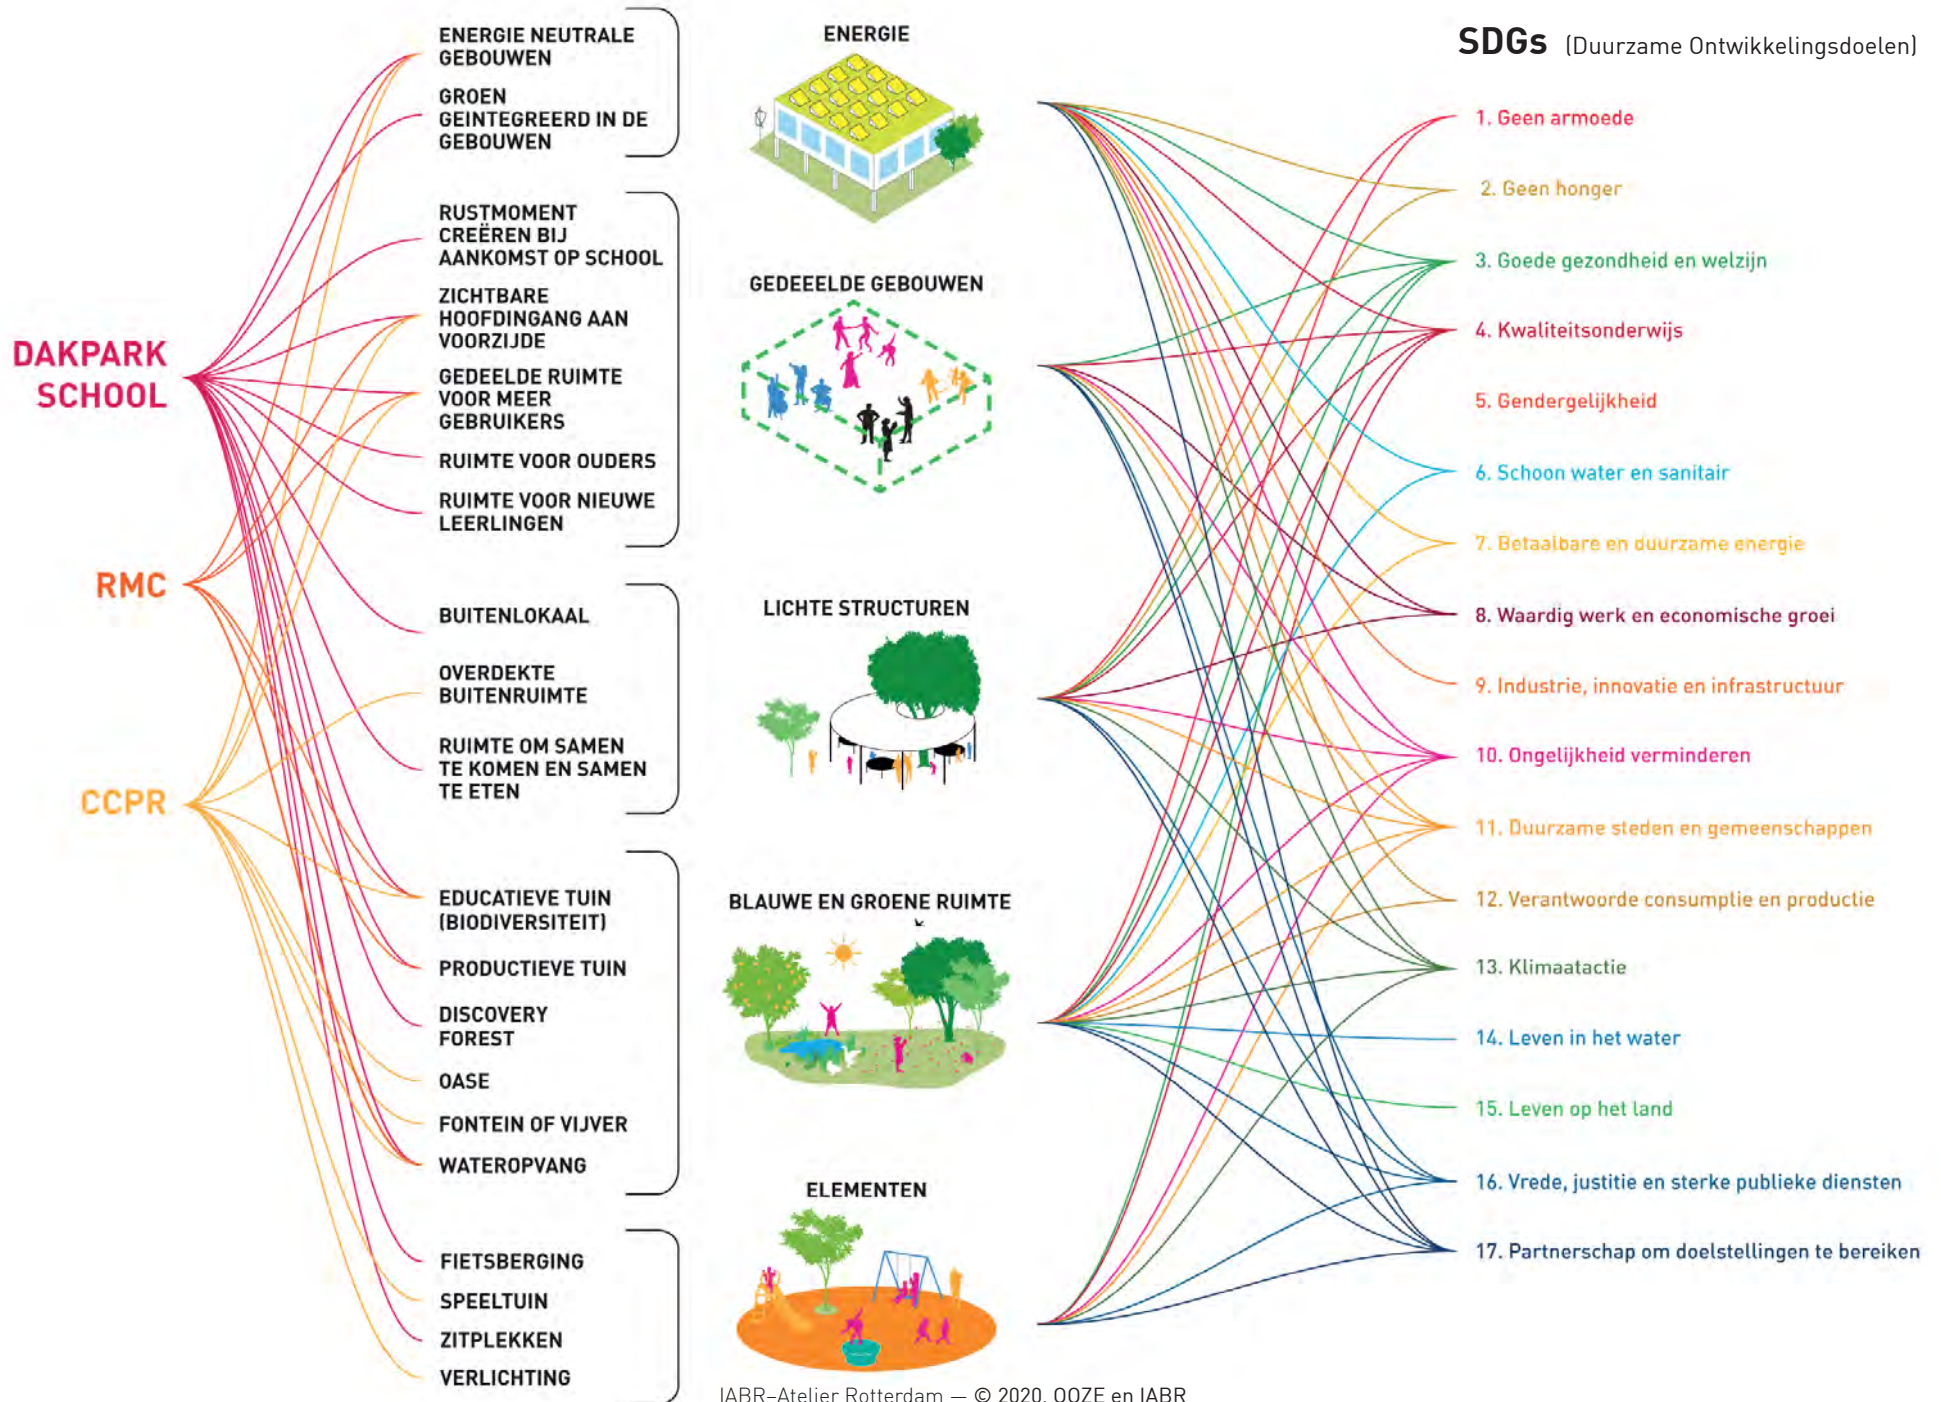 DAKPARK
SCHOOL
RMC
CCPR
ENERGIE NEUTRALE
GEBOUWEN
GROEN
GEINTEGREERD IN DE
GEBOUWEN
RUSTMOMENT
CREËREN BIJ
AANKOMST OP SCHOOL
ZICHTBARE
HOOFDINGANG AAN
VOORZIJDE
GEDEELDE RUIMTE
VOOR MEER
GEBRUIKERS
RUIMTE VOOR OUDERS
RUIMTE VOOR NIEUWE
LEERLINGEN
BUITENLOKAAL
OVERDEKTE
BUITENRUIMTE
RUIMTE OM SAMEN
TE KOMEN EN SAMEN
TE ETEN
EDUCATIEVE TUIN
(BIODIVERSITEIT)
PRODUCTIEVE TUIN
DISCOVERY
FOREST
OASE
FONTEIN OF VIJVER
WATEROPVANG
FIETSBERGING
SPEELTUIN
ZITPLEKKEN
VERLICHTING
ENERGIE
GEDEEELDE GEBOUWEN
LICHTE STRUCTUREN
BLAUWE EN GROENE RUIMTE
ELEMENTEN
SDGs (Duurzame Ontwikkelingsdoelen)
1. Geen armoede
2. Geen honger
3. Goede gezondheid en welzijn
4. Kwaliteitsonderwijs
5. Gendergelijkheid
6. Schoon water en sanitair
7. Betaalbare en duurzame energie
8. Waardig werk en economische groei
9. Industrie, innovatie en infrastructuur
10. Ongelijkheid verminderen
11. Duurzame steden en gemeenschappen
12. Verantwoorde consumptie en productie
13. Klimaatactie
14. Leven in het water
15. Leven op het land
16. Vrede, justitie en sterke publieke diensten
17. Partnerschap om doelstellingen te bereiken
IABR–Atelier Rotterdam — © 2020, OOZE en IABR